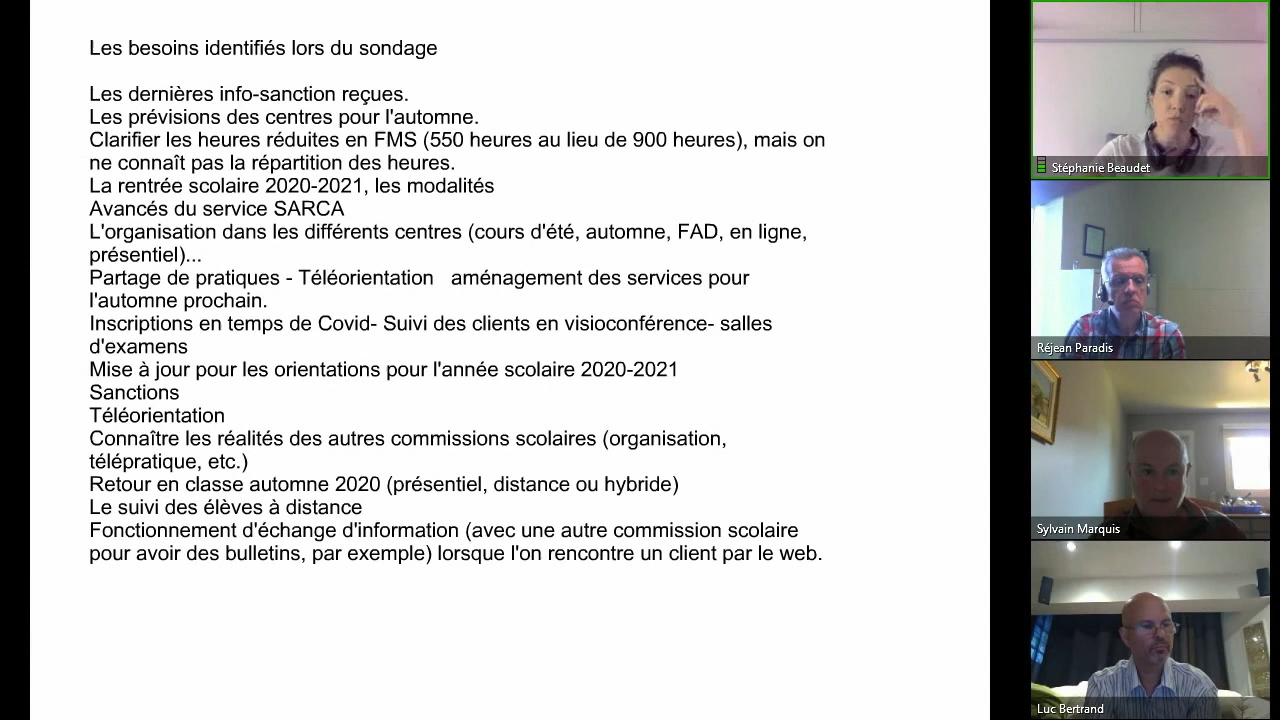 Les besoins identifiés lors du sondage
Les dernières info-sanction reçues.
Les prévisions des centres pour l'automne.
Clarifier les heures réduites en FMS (550 heures au lieu de 900 heures), mais on
ne connaît pas la répartition des heures.
La rentrée scolaire 2020-2021, les modalités
Avancés du service SARCA
L'organisation dans les différents centres (cours d'été, automne, FAD, en ligne,
présentiel)...
Partage de pratiques - Téléorientation   aménagement des services pour
l'automne prochain.
Inscriptions en temps de Covid- Suivi des clients en visioconférence- salles
d'examens
Mise à jour pour les orientations pour l'année scolaire 2020-2021
Sanctions
Téléorientation
Connaître les réalités des autres commissions scolaires (organisation,
télépratique, etc.)
Retour en classe automne 2020 (présentiel, distance ou hybride)
Le suivi des élèves à distance
Fonctionnement d'échange d'information (avec une autre commission scolaire
pour avoir des bulletins, par exemple) lorsque l'on rencontre un client par le web.
Stéphanie Beaudet
Réjean Paradis
Sylvain Marquis
Luc Bertrand